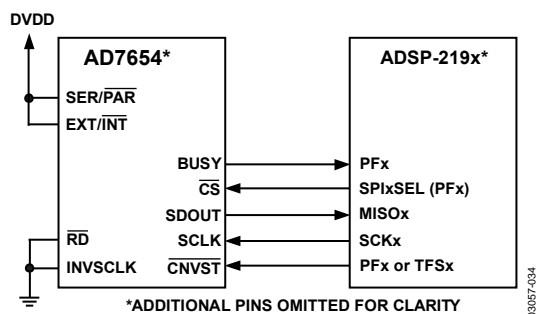 DVDD
AD7654*
ADSP-219x*
SER/PAR
EXT/INT
BUSY
PFx
CS
SPIxSEL (PFx)
SDOUT
MISOx
RD
SCLK
SCKx
INVSCLK
CNVST
PFx or TFSx
*ADDITIONAL PINS OMITTED FOR CLARITY
03057-034